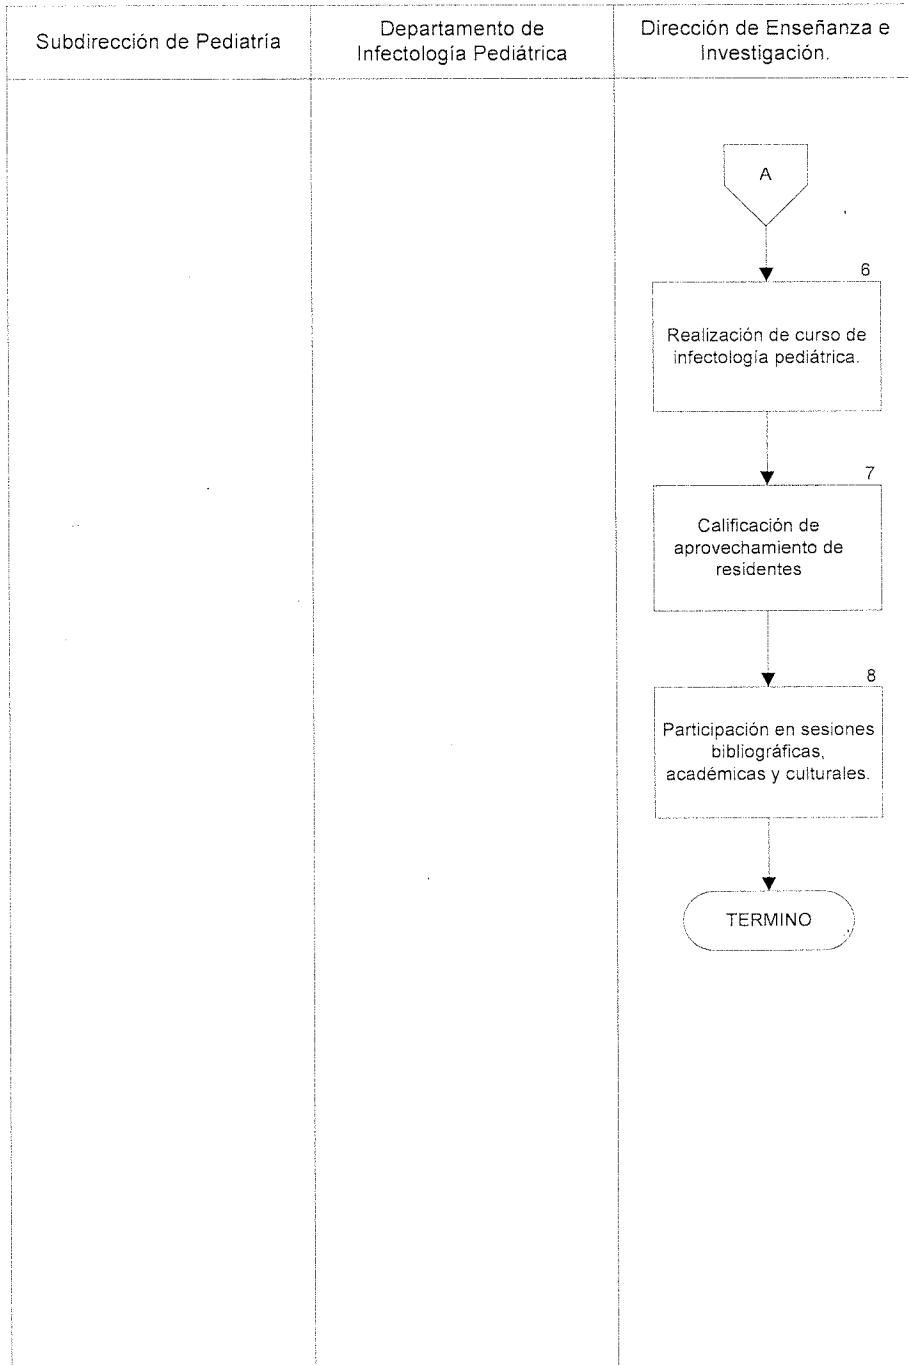 Subdirección de Pediatría
Departamento de
Infectología Pediátrica
Dirección de Enseñanza e
Investigación.
A
6
Realización de curso de
infectología pediátrica.
7
Calificación de
aprovechamiento de
residentes
8
Participación en sesiones
bibliográficas,
académicas y culturales.
TERMINO